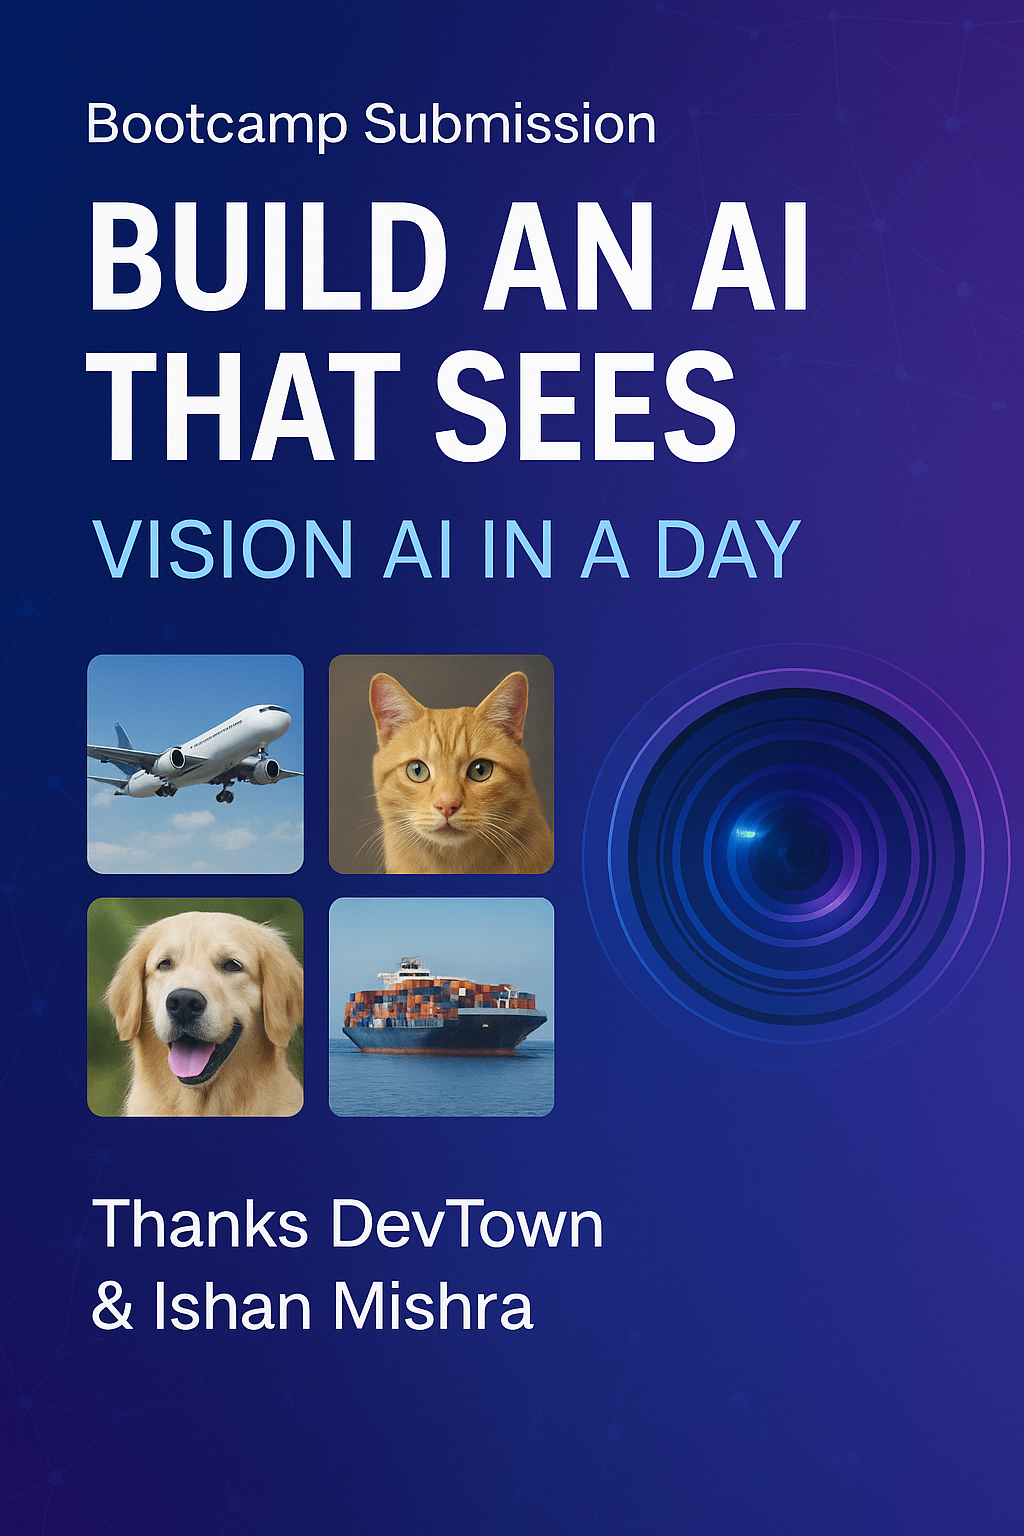 Bootcamp Submission
BUILD AN AI
THAT SEES
VISION AI IN A DAY
Thanks DevTown
& Ishan Mishra